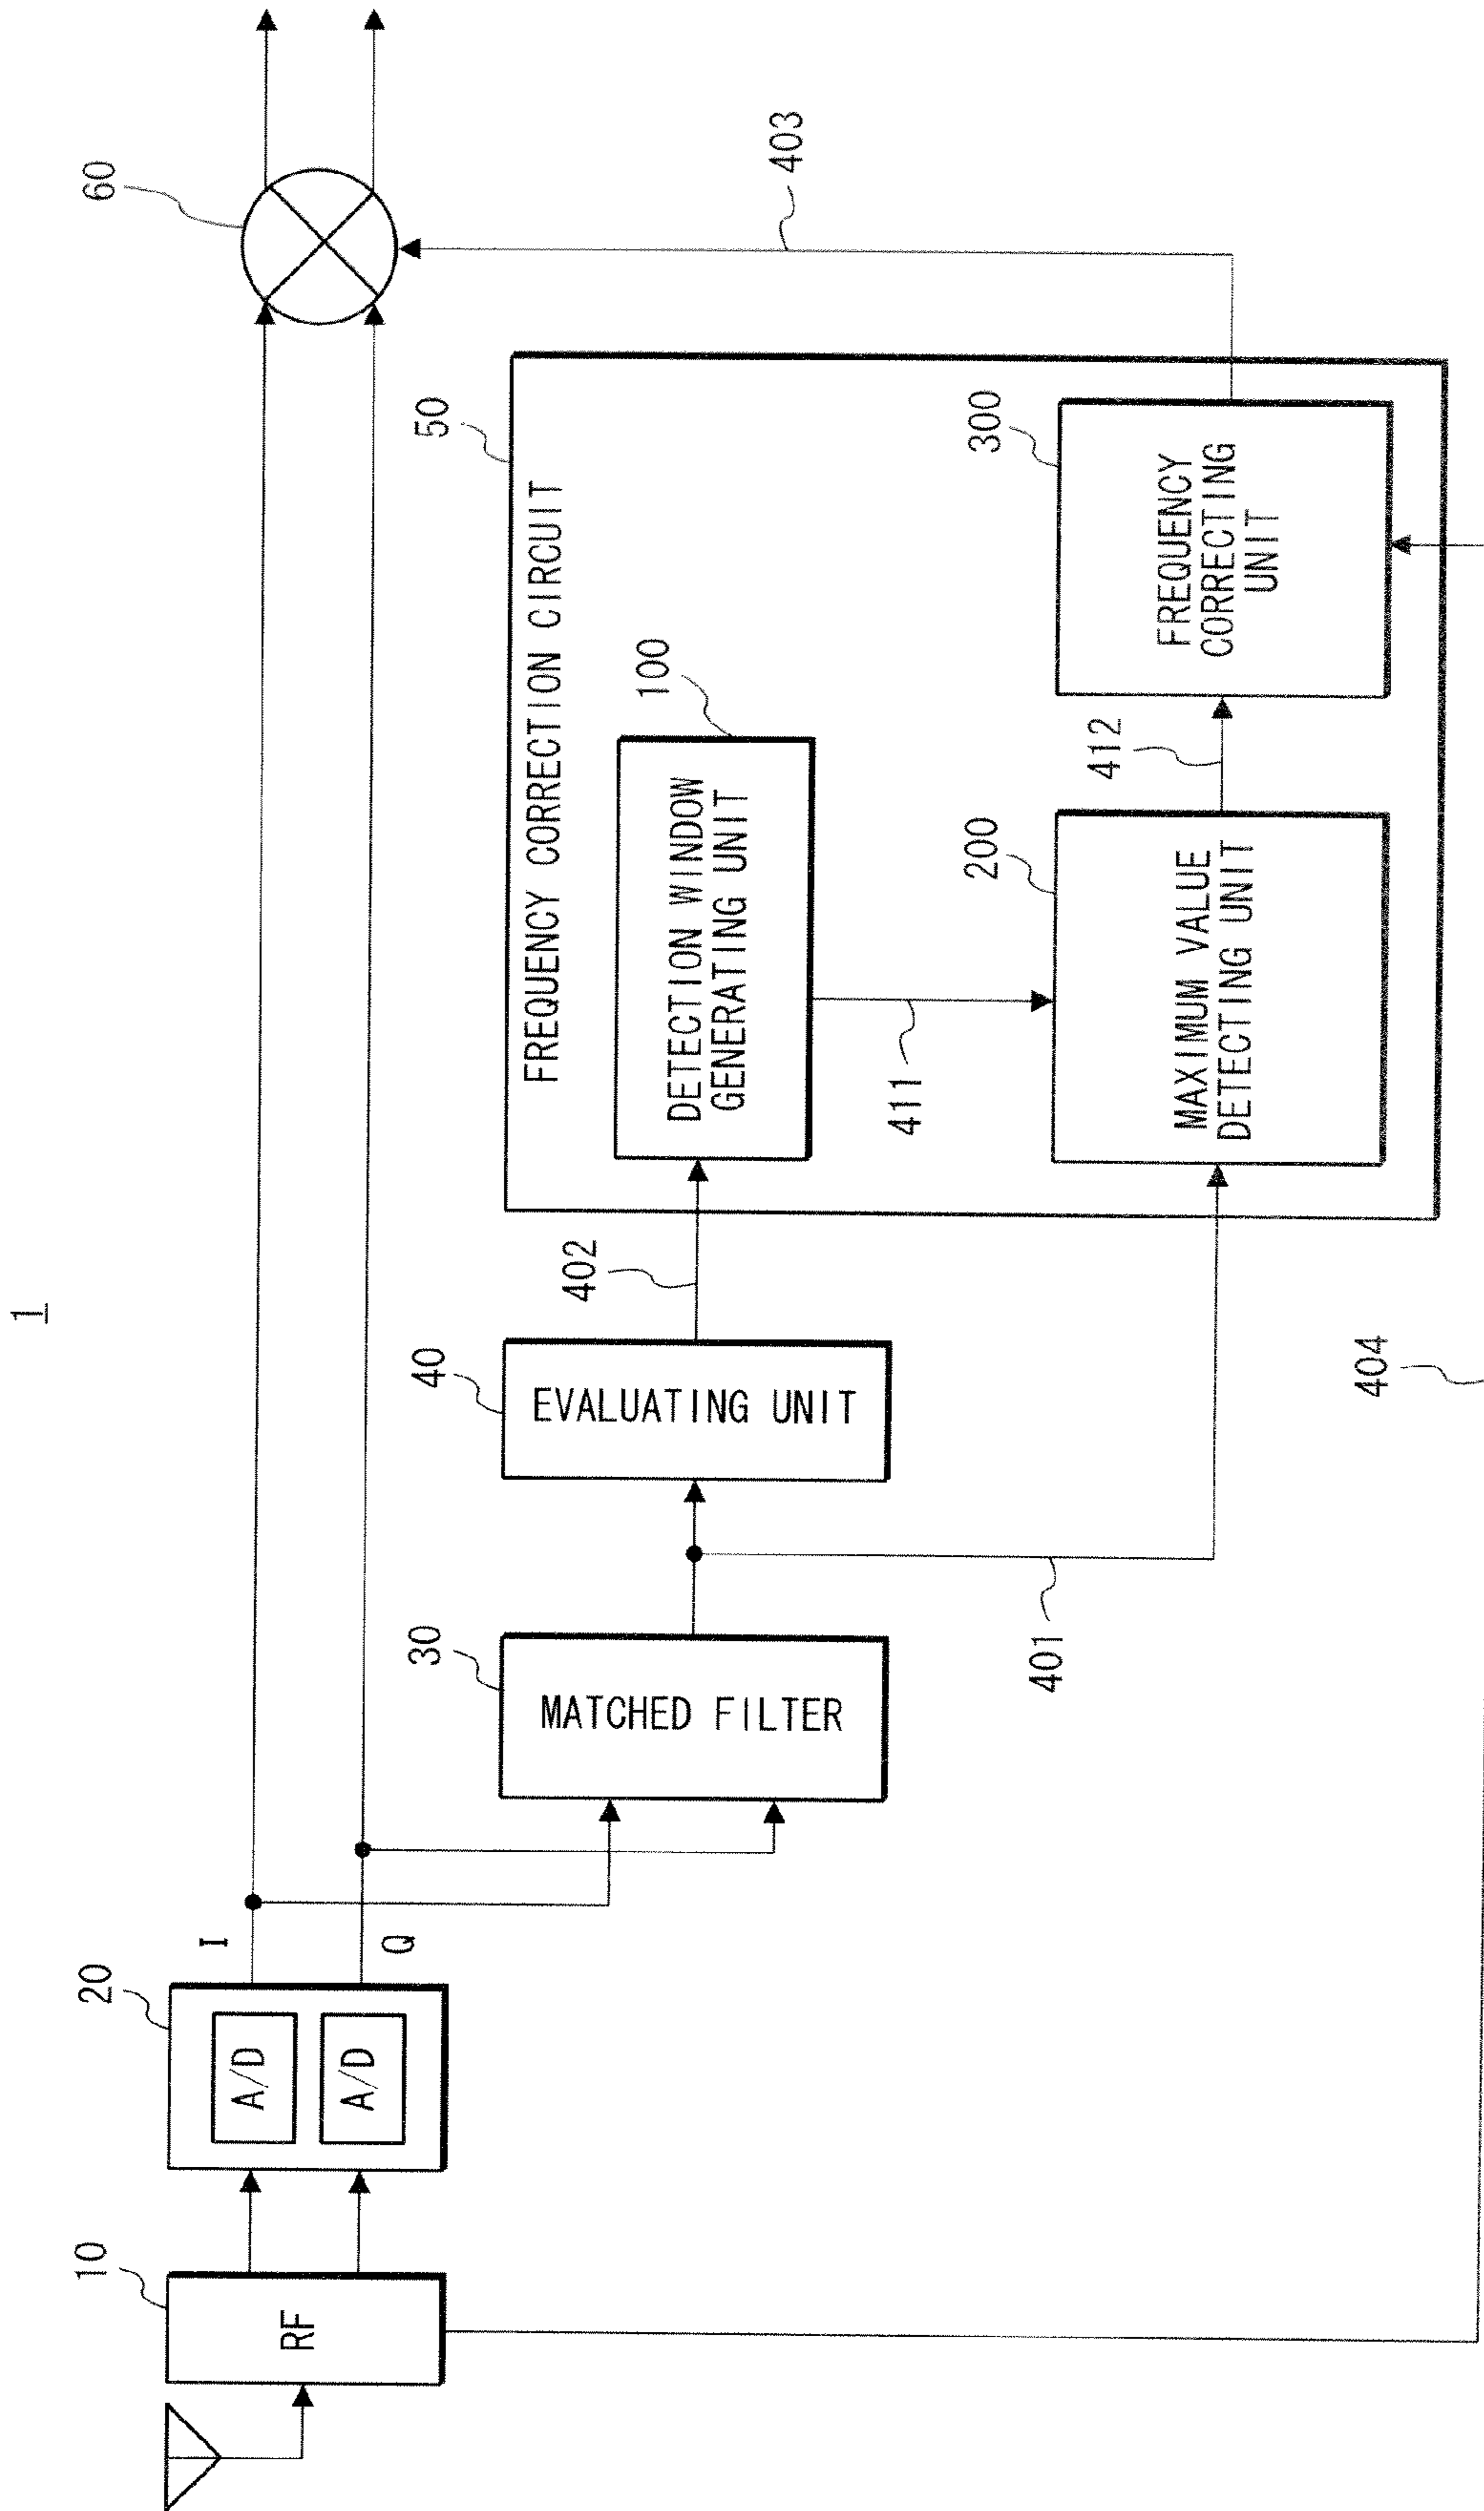 1
10
RF
20
A/D
A/D
I
Q
30
MATCHED FILTER
401
40
EVALUATING UNIT
402
404
50
FREQUENCY CORRECTION CIRCUIT
100
DETECTION WINDOW
GENERATING UNIT
411
200
MAXIMUM VALUE
DETECTING UNIT
412
300
FREQUENCY
CORRECTING
UNIT
403
60